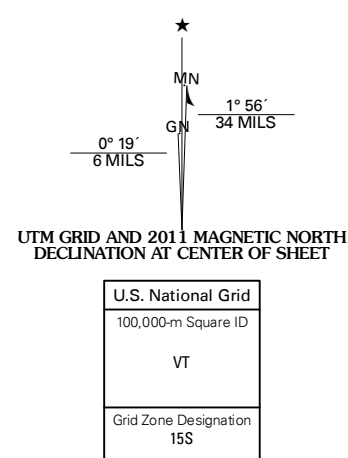 MN
1° 56´
34 MILS
GN
0° 19´
6 MILS
UTM GRID AND 2011 MAGNETIC NORTH
DECLINATION AT CENTER OF SHEET
U.S. National Grid
100,000-m Square ID
VT
Grid Zone Designation
15S